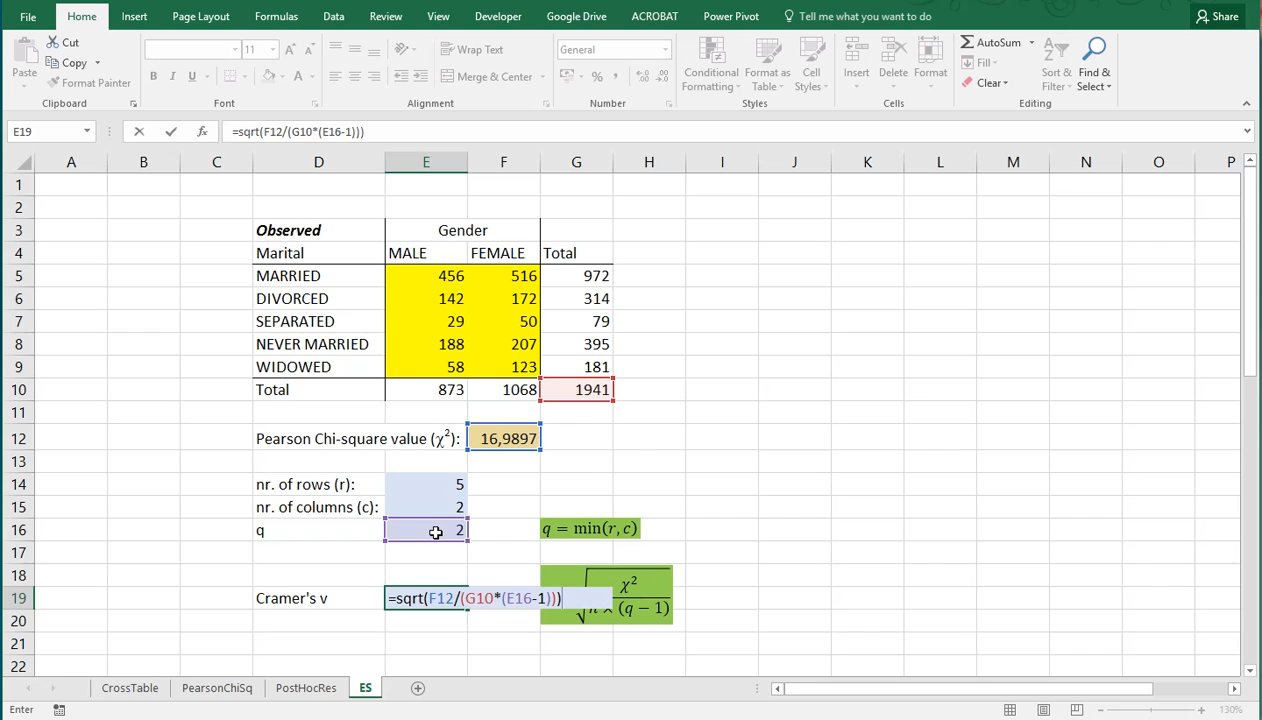 File Home Insert Page Layout Formulas Data Review View Developer Google Drive ACROBAT Power Pivot Tell me what you want to do Share
Cut
Copy
Format Painter
Paste
Clipboard
11
Font
Wrap Text
Merge & Center
Alignment
General
Number
Conditional Formatting
Format as Table
Cell Styles
Styles
Insert Delete Format
Cells
AutoSum
Fill
Clear
Sort & Filter
Find & Select
Editing
E19 =sqrt(F12/(G10*(E16-1)))
A B C D E F G H I J K L M N O P
1
2
3 Observed Gender
4 Marital MALE FEMALE Total
5 MARRIED 456 516 972
6 DIVORCED 142 172 314
7 SEPARATED 29 50 79
8 NEVER MARRIED 188 207 395
9 WIDOWED 58 123 181
10 Total 873 1068 1941
11
12 Pearson Chi-square value (χ²): 16,9897
13
14 nr. of rows (r): 5
15 nr. of columns (c): 2
16 q 2 q = min(r, c)
17
18 χ²
19 Cramer's v =sqrt(F12/(G10*(E16-1)))
20 (q − 1)
21
22
CrossTable PearsonChiSq PostHocRes ES
Enter 130%